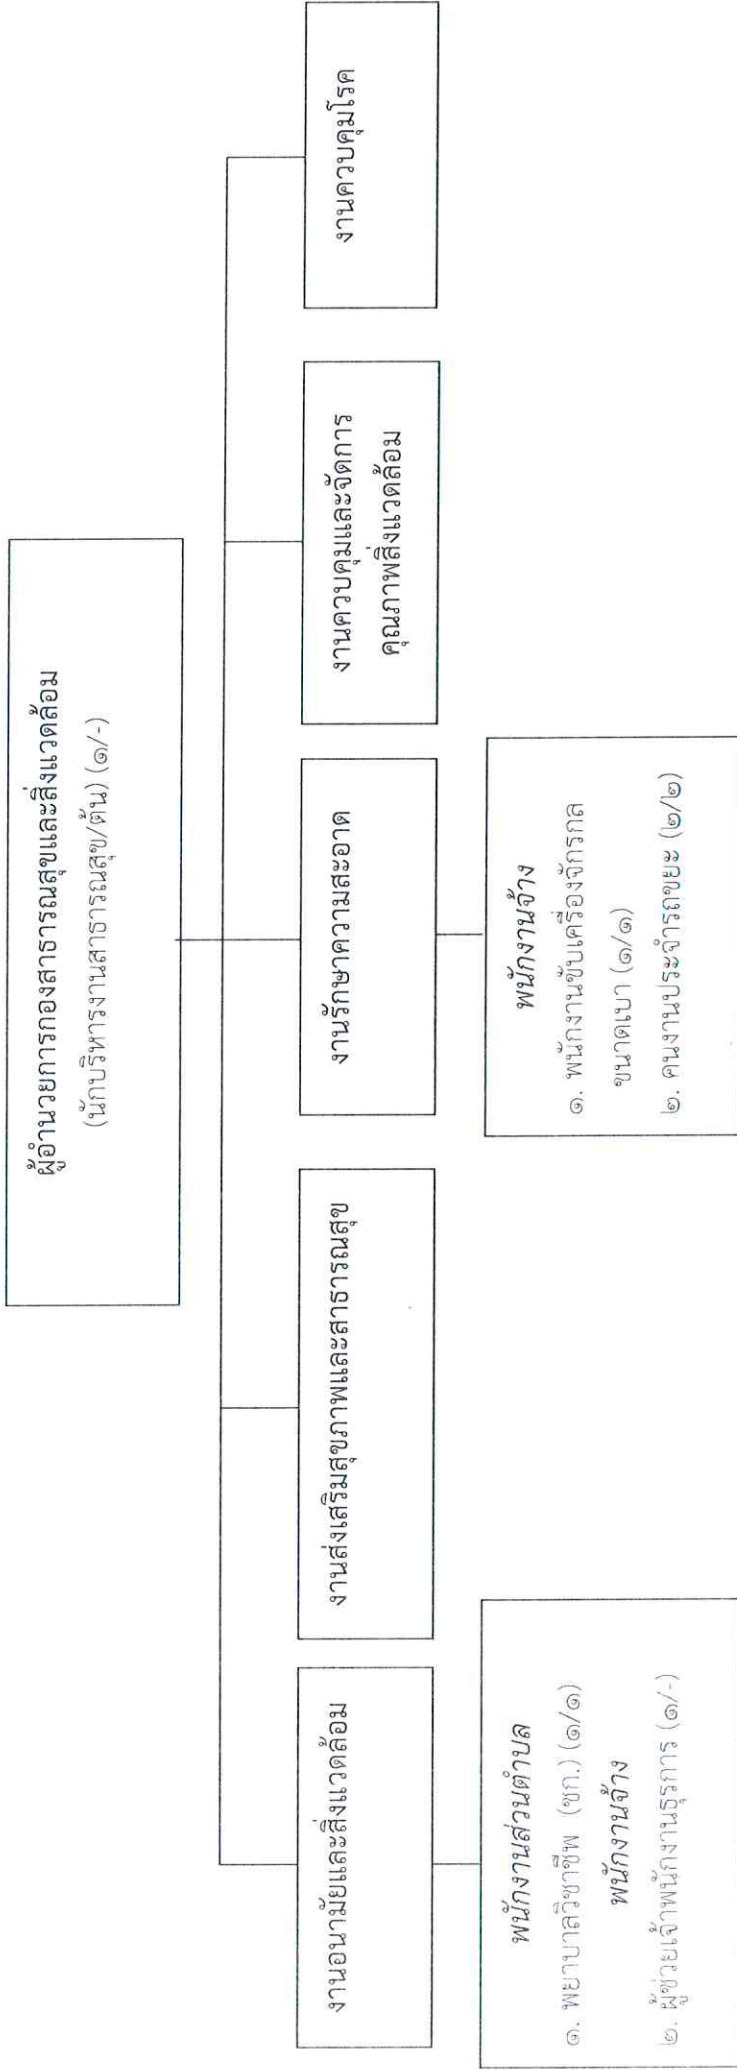 ผู้อำนวยการกองสาธารณสุขและสิ่งแวดล้อม
(นักบริหารงานสาธารณสุข/ต้น) (๑/-)
งานอนามัยและสิ่งแวดล้อม
งานส่งเสริมสุขภาพและสาธารณสุข
งานรักษาความสะอาด
งานควบคุมและจัดการ
คุณภาพสิ่งแวดล้อม
งานควบคุมโรค
พนักงานส่วนตำบล
๑. พยาบาลวิชาชีพ (ชก.) (๑/๑)
พนักงานจ้าง
๒. ผู้ช่วยเจ้าพนักงานธุรการ (๑/-)
พนักงานจ้าง
๑. พนักงานขับเครื่องจักรกล
ขนาดเบา (๑/๑)
๒. คนงานประจำรถขยะ (๒/๒)